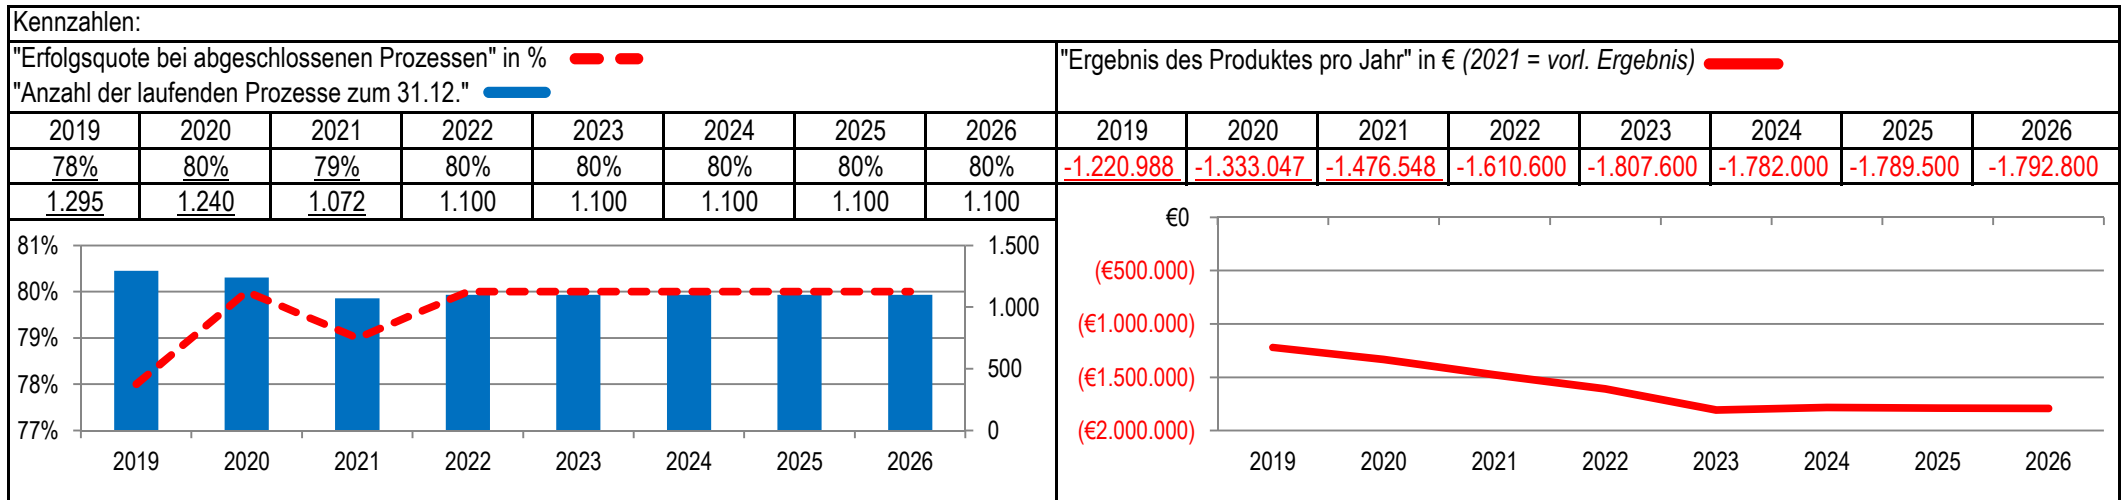 Kennzahlen:
"Erfolgsquote bei abgeschlossenen Prozessen" in %
"Anzahl der laufenden Prozesse zum 31.12."
2019 2020 2021 2022 2023 2024 2025 2026
78% 80% 79% 80% 80% 80% 80% 80%
1.295 1.240 1.072 1.100 1.100 1.100 1.100 1.100
81%
80%
79%
78%
77%
1.500
1.000
500
0
2019 2020 2021 2022 2023 2024 2025 2026
"Ergebnis des Produktes pro Jahr" in € (2021 = vorl. Ergebnis)
2019 2020 2021 2022 2023 2024 2025 2026
-1.220.988 -1.333.047 -1.476.548 -1.610.600 -1.807.600 -1.782.000 -1.789.500 -1.792.800
€0
(€500.000)
(€1.000.000)
(€1.500.000)
(€2.000.000)
2019 2020 2021 2022 2023 2024 2025 2026